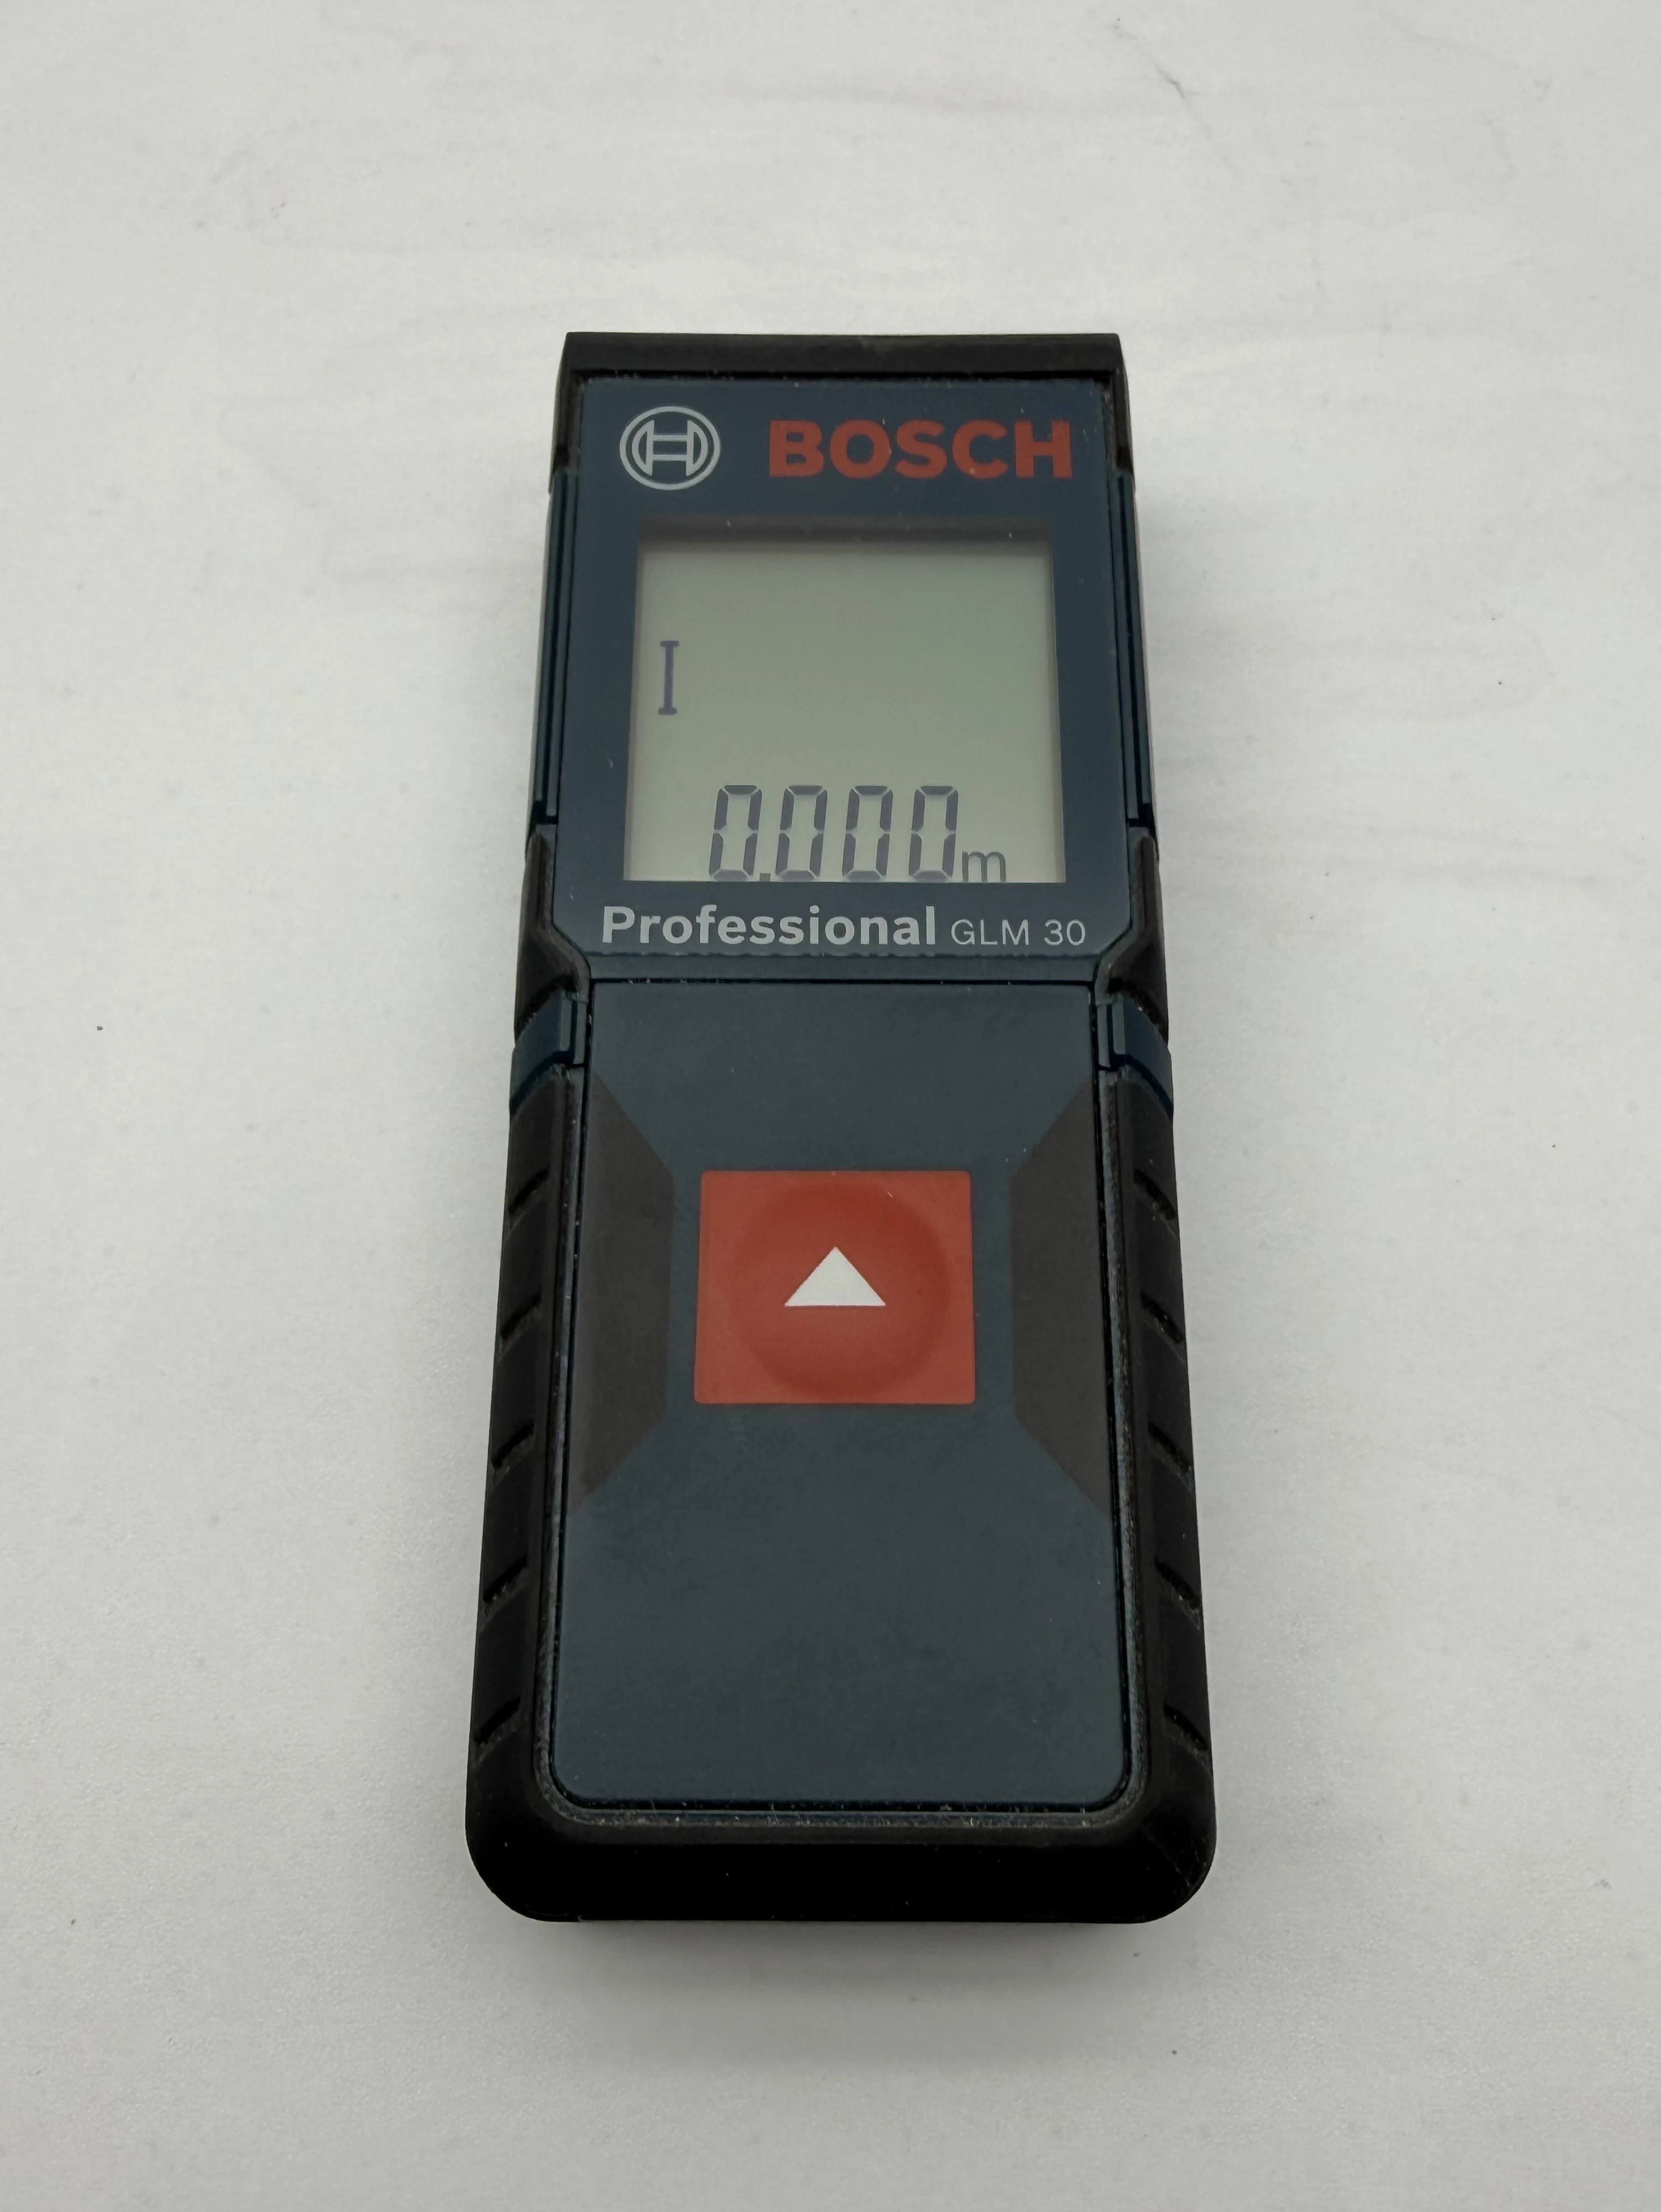 BOSCH
I
0.000m
Professional GLM 30